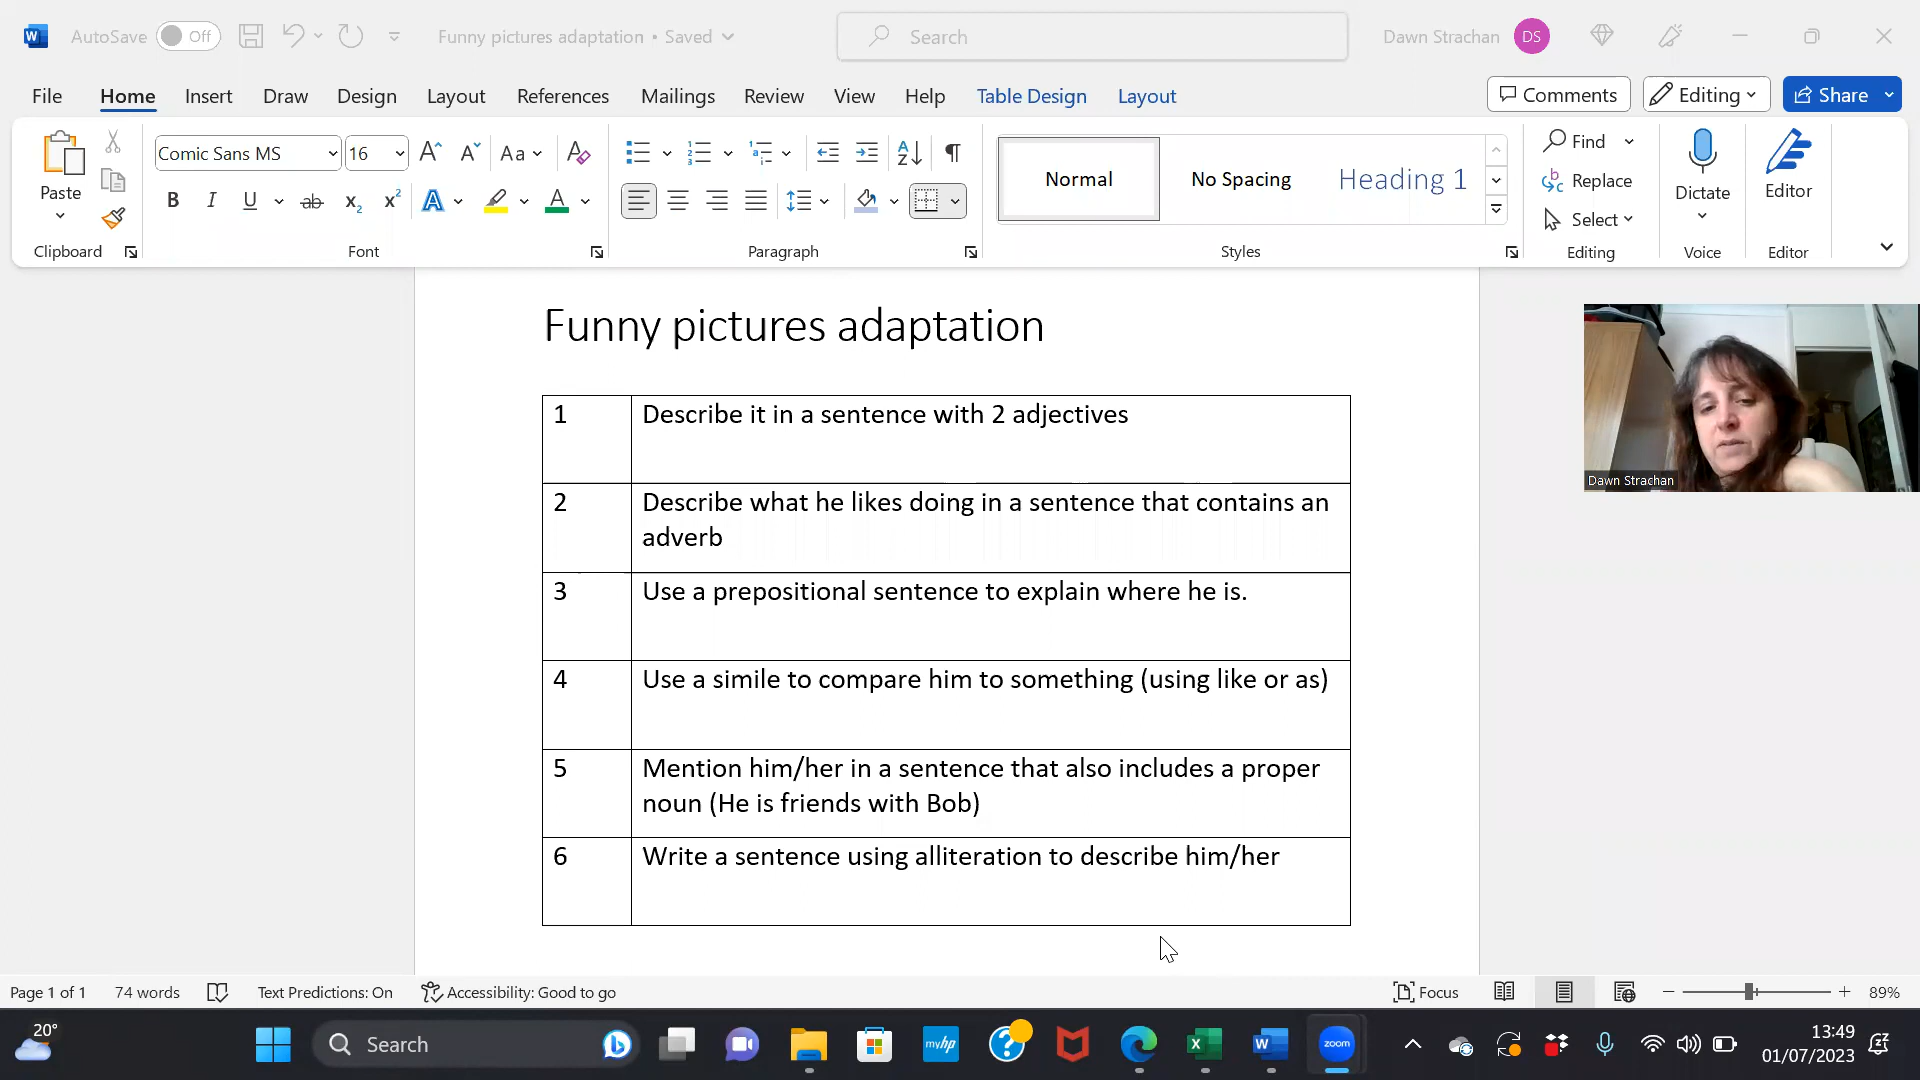 AutoSave Off Funny pictures adaptation • Saved Search Dawn Strachan DS
File Home Insert Draw Design Layout References Mailings Review View Help Table Design Layout Comments Editing Share
Paste Comic Sans MS 16 Aa Normal No Spacing Heading 1 Find Replace Select Dictate Editor
Clipboard Font Paragraph Styles Editing Voice Editor
Funny pictures adaptation
1 Describe it in a sentence with 2 adjectives
2 Describe what he likes doing in a sentence that contains an
adverb
3 Use a prepositional sentence to explain where he is.
4 Use a simile to compare him to something (using like or as)
5 Mention him/her in a sentence that also includes a proper
noun (He is friends with Bob)
6 Write a sentence using alliteration to describe him/her
Dawn Strachan
Page 1 of 1 74 words Text Predictions: On Accessibility: Good to go Focus 89%
20° Search myhp zoom 13:49
01/07/2023